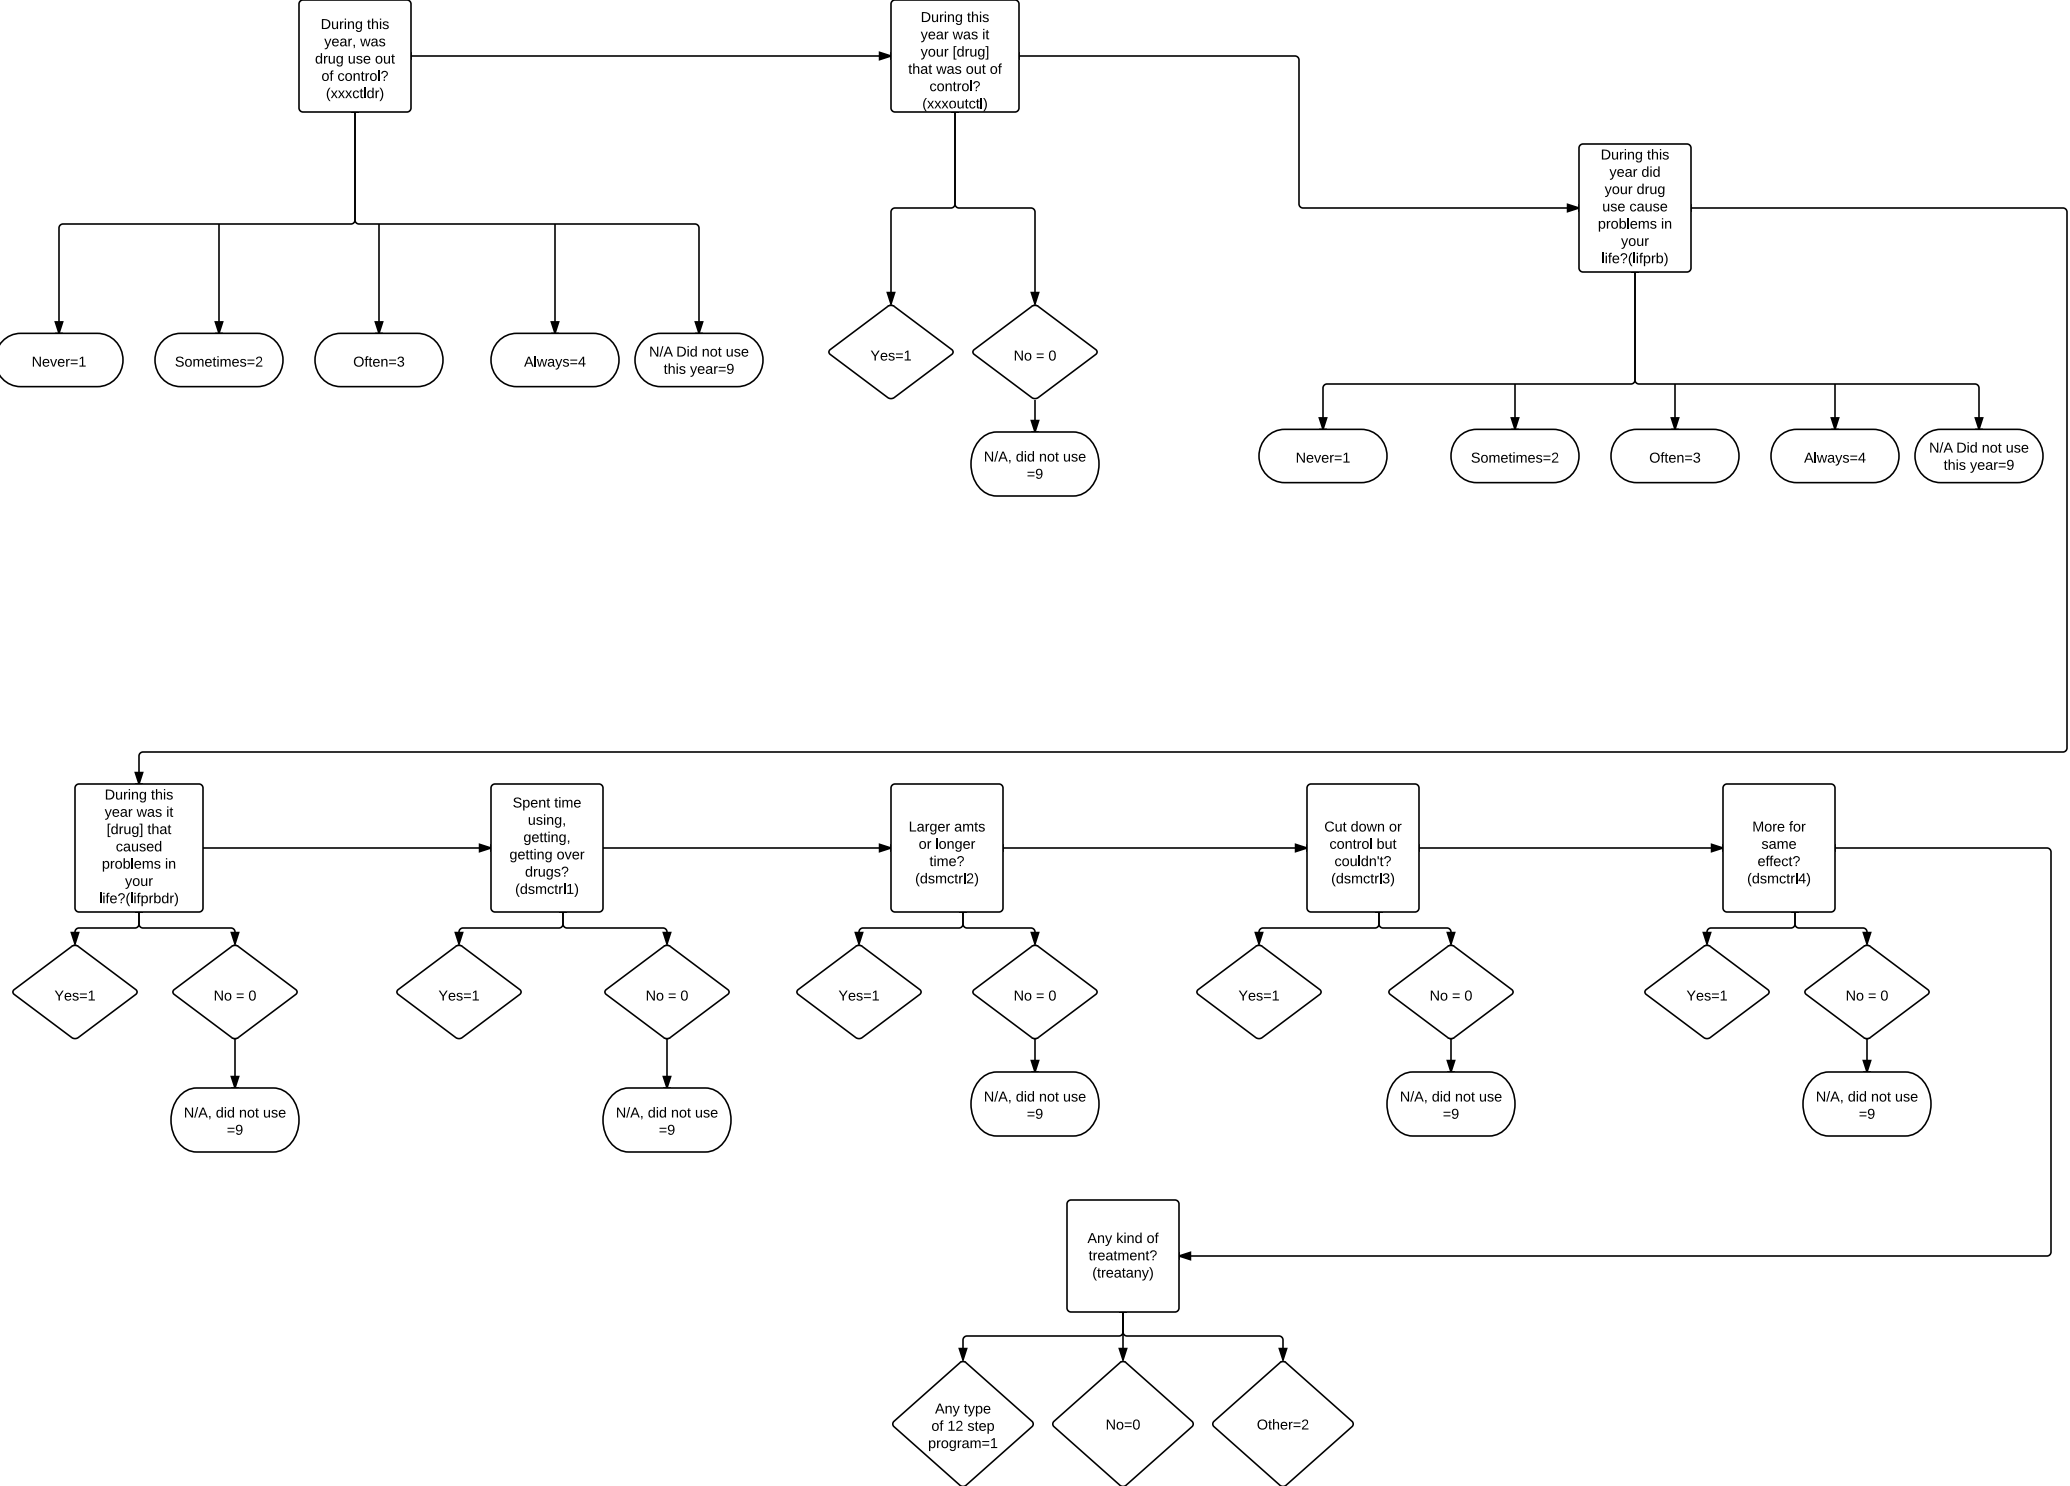 During this
year, was
drug use out
of control?
(xxxctldr)
During this
year was it
your [drug]
that was out of
control?
(xxxoutctl)
During this
year did
your drug
use cause
problems in
your
life?(lifprb)
Never=1
Sometimes=2
Often=3
Always=4
N/A Did not use
this year=9
Yes=1
No = 0
N/A, did not use
=9
Never=1
Sometimes=2
Often=3
Always=4
N/A Did not use
this year=9
During this
year was it
[drug] that
caused
problems in
your
life?(lifprbdr)
Spent time
using,
getting,
getting over
drugs?
(dsmctrl1)
Larger amts
or longer
time?
(dsmctrl2)
Cut down or
control but
couldn't?
(dsmctrl3)
More for
same
effect?
(dsmctrl4)
Yes=1
No = 0
Yes=1
No = 0
Yes=1
No = 0
Yes=1
No = 0
Yes=1
No = 0
N/A, did not use
=9
N/A, did not use
=9
N/A, did not use
=9
N/A, did not use
=9
N/A, did not use
=9
Any kind of
treatment?
(treatany)
Any type
of 12 step
program=1
No=0
Other=2